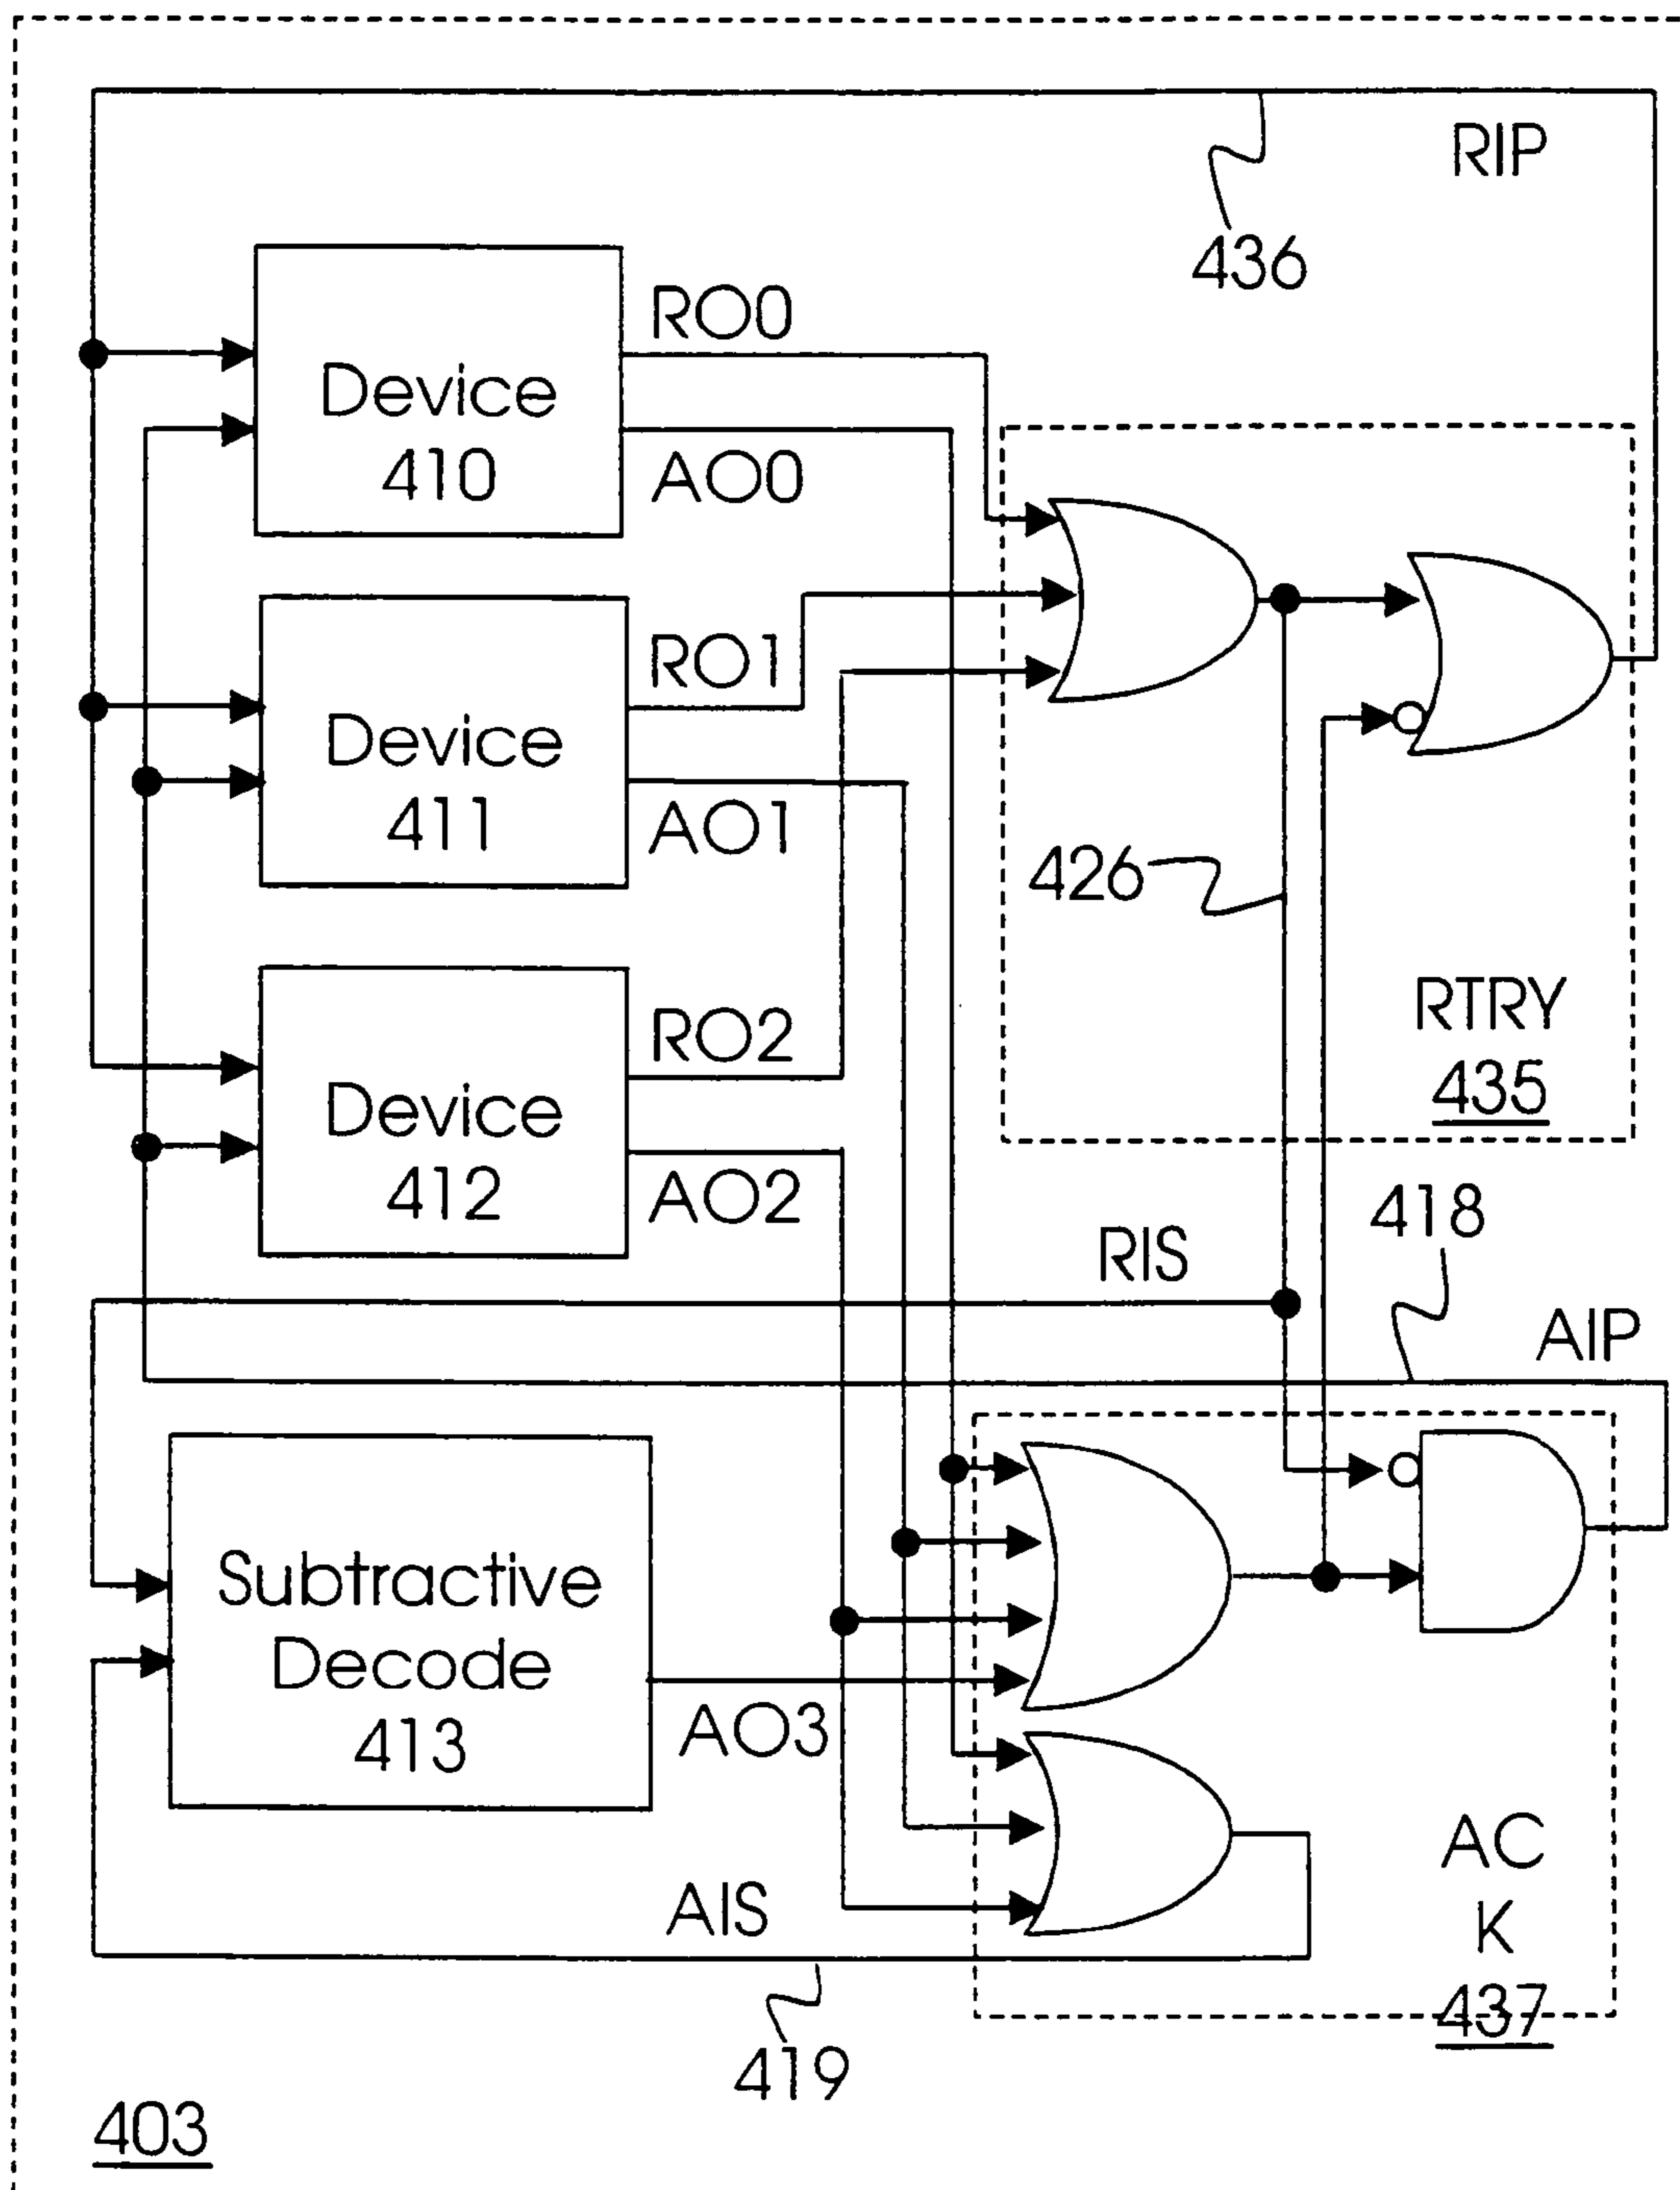 RIP
436
RO0
Device
410
AO0
RO1
Device
411
AO1
426
RO2
Device
412
AO2
RTRY
435
418
RIS
AIP
Subtractive
Decode
413
AO3
AC
K
437
AIS
419
403